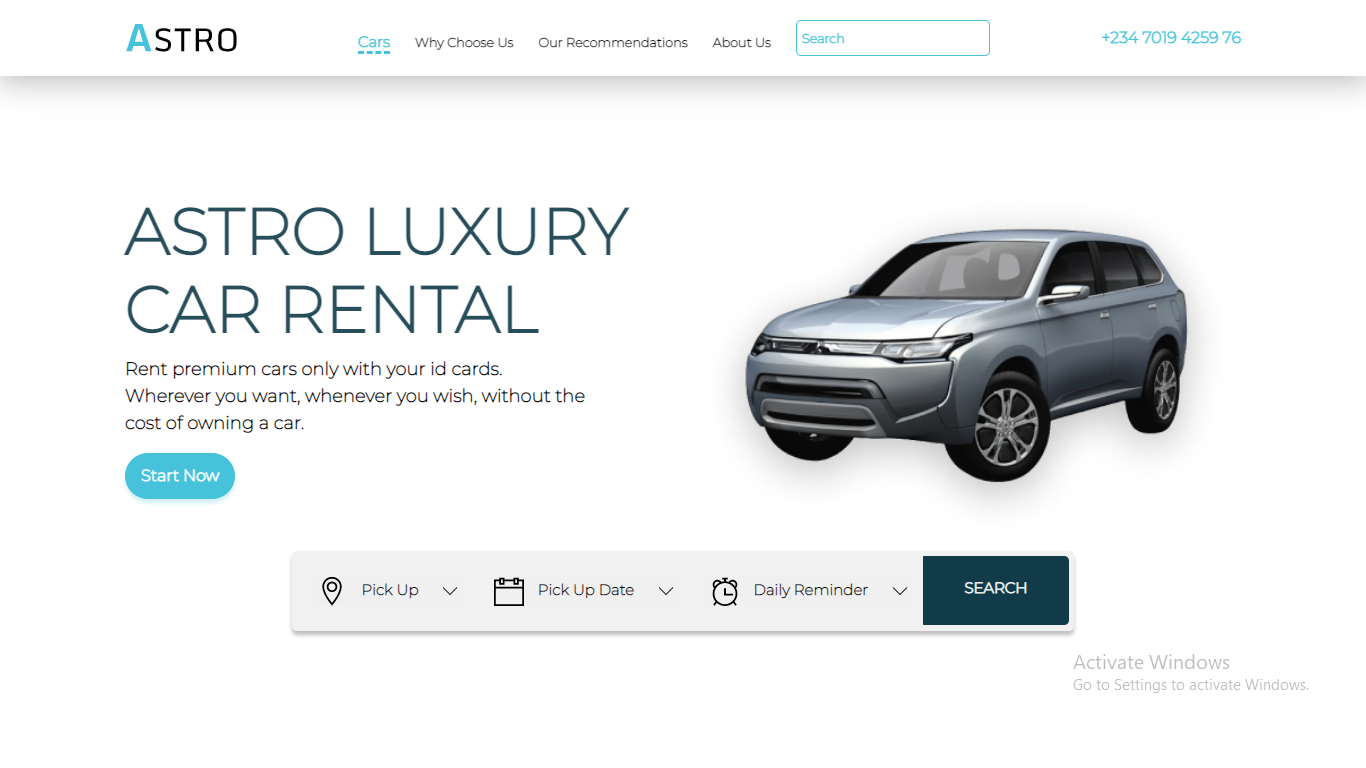 ASTRO
Cars
Why Choose Us
Our Recommendations
About Us
Search
+234 7019 4259 76
ASTRO LUXURY
CAR RENTAL
Rent premium cars only with your id cards.
Wherever you want, whenever you wish, without the
cost of owning a car.
Start Now
Pick Up
Pick Up Date
Daily Reminder
SEARCH
Activate Windows
Go to Settings to activate Windows.